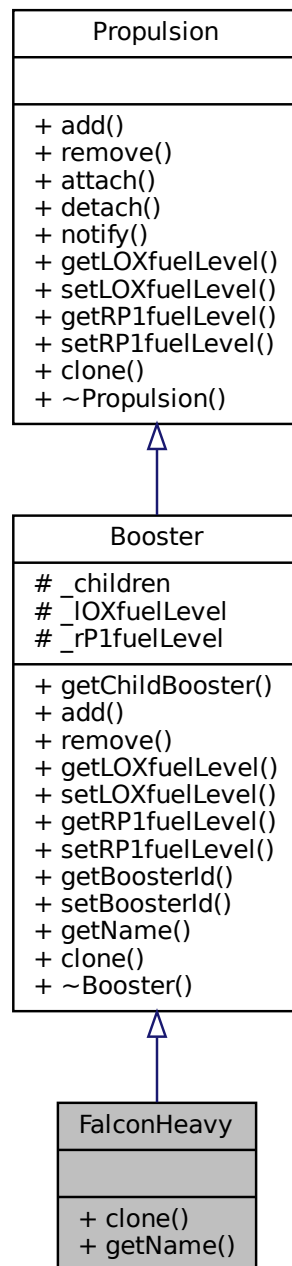 Propulsion
+ add()
+ remove()
+ attach()
+ detach()
+ notify()
+ getLOXfuelLevel()
+ setLOXfuelLevel()
+ getRP1fuelLevel()
+ setRP1fuelLevel()
+ clone()
+ ~Propulsion()
Booster
# _children
# _lOXfuelLevel
# _rP1fuelLevel
+ getChildBooster()
+ add()
+ remove()
+ getLOXfuelLevel()
+ setLOXfuelLevel()
+ getRP1fuelLevel()
+ setRP1fuelLevel()
+ getBoosterId()
+ setBoosterId()
+ getName()
+ clone()
+ ~Booster()
FalconHeavy
+ clone()
+ getName()